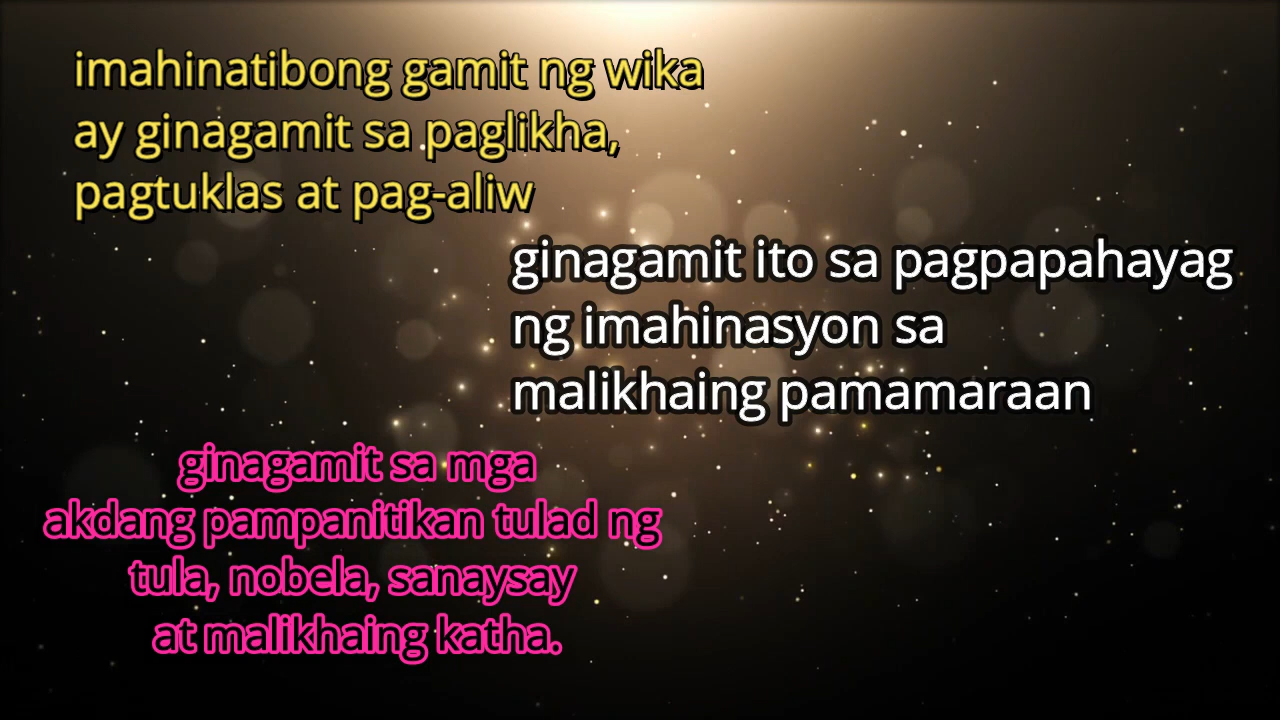 imahinatibong gamit ng wika
ay ginagamit sa paglikha,
pagtuklas at pag-aliw
ginagamit ito sa pagpapahayag
ng imahinasyon sa
malikhaing pamamaraan
ginagamit sa mga
akdang pampanitikan tulad ng
tula, nobela, sanaysay
at malikhaing katha.